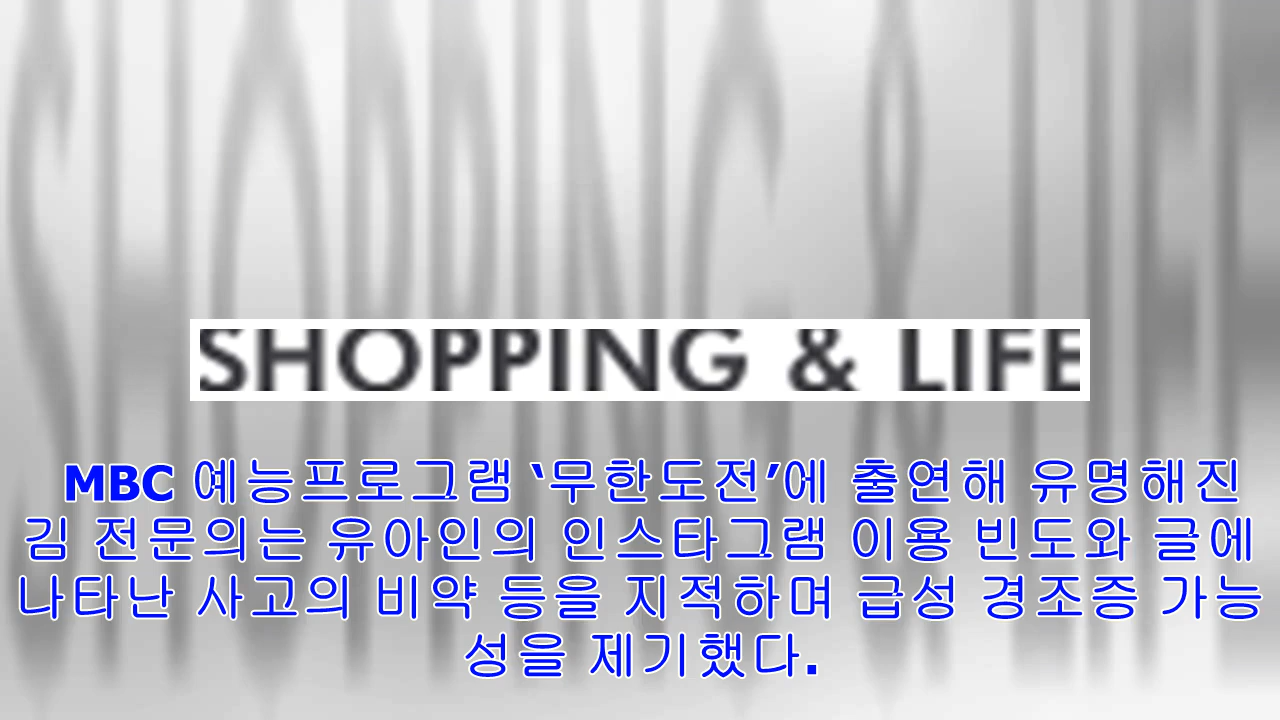 SHOPPING & LIFE
MBC 예능프로그램 ‘무한도전’에 출연해 유명해진
김 전문의는 유아인의 인스타그램 이용 빈도와 글에
나타난 사고의 비약 등을 지적하며 급성 경조증 가능
성을 제기했다.